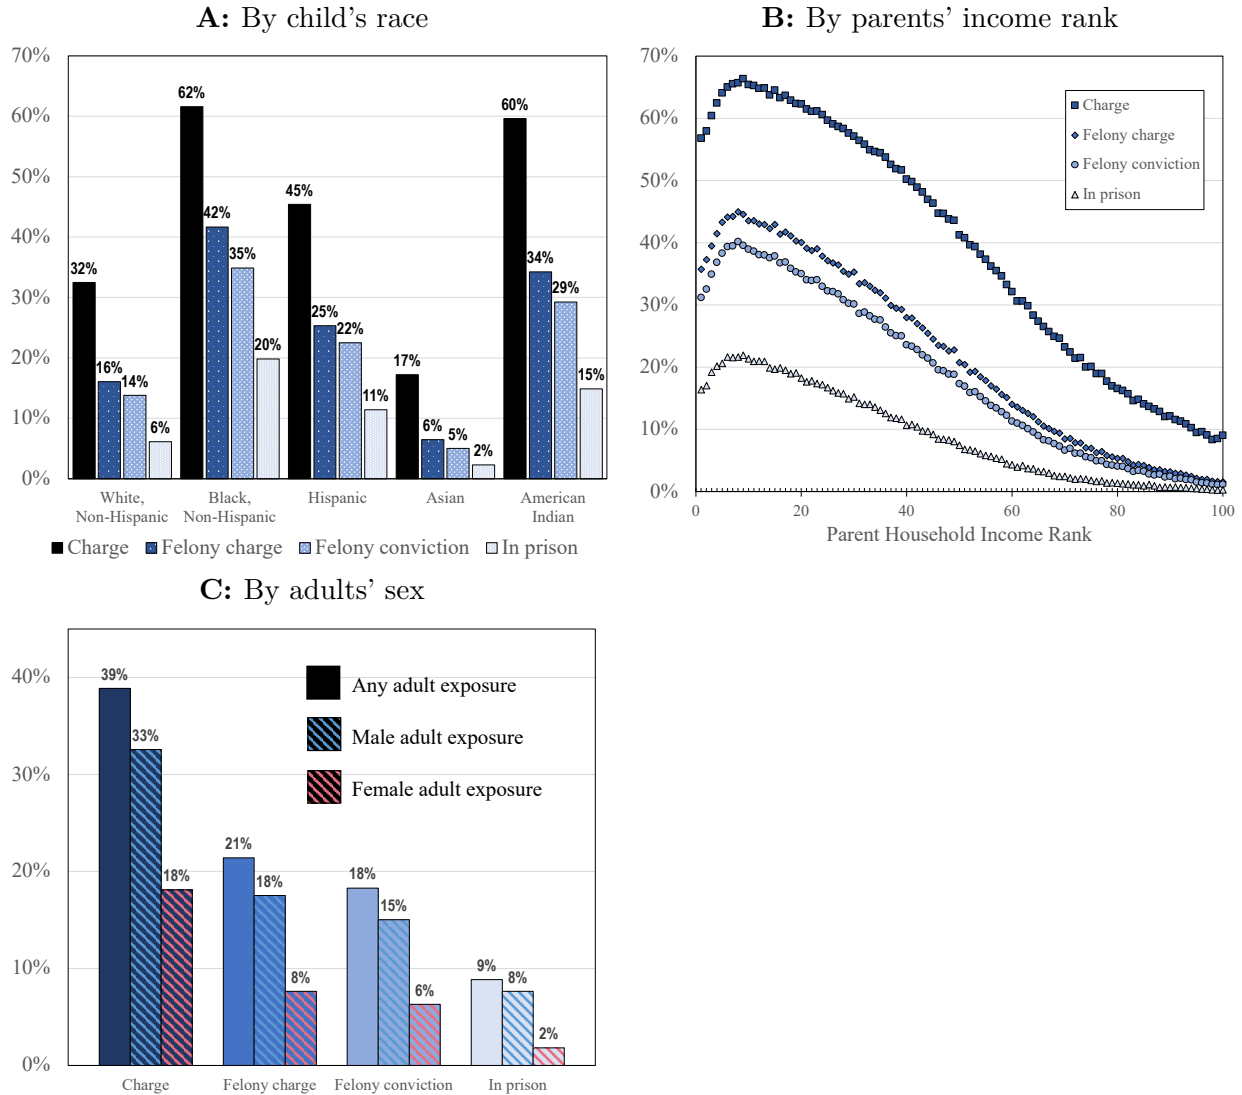 A: By child’s race
70%
60%
50%
40%
30%
20%
10%
0%
32%
16%
14%
6%
62%
42%
35%
20%
45%
25%
22%
11%
17%
6%
5%
2%
60%
34%
29%
15%
White,
Non-Hispanic
Black,
Non-Hispanic
Hispanic
Asian
American
Indian
Charge
Felony charge
Felony conviction
In prison
B: By parents’ income rank
70%
60%
50%
40%
30%
20%
10%
0%
Charge
Felony charge
Felony conviction
In prison
0
20
40
60
80
100
Parent Household Income Rank
C: By adults’ sex
40%
30%
20%
10%
0%
Any adult exposure
Male adult exposure
Female adult exposure
39%
33%
18%
21%
18%
8%
18%
15%
6%
9%
8%
2%
Charge
Felony charge
Felony conviction
In prison